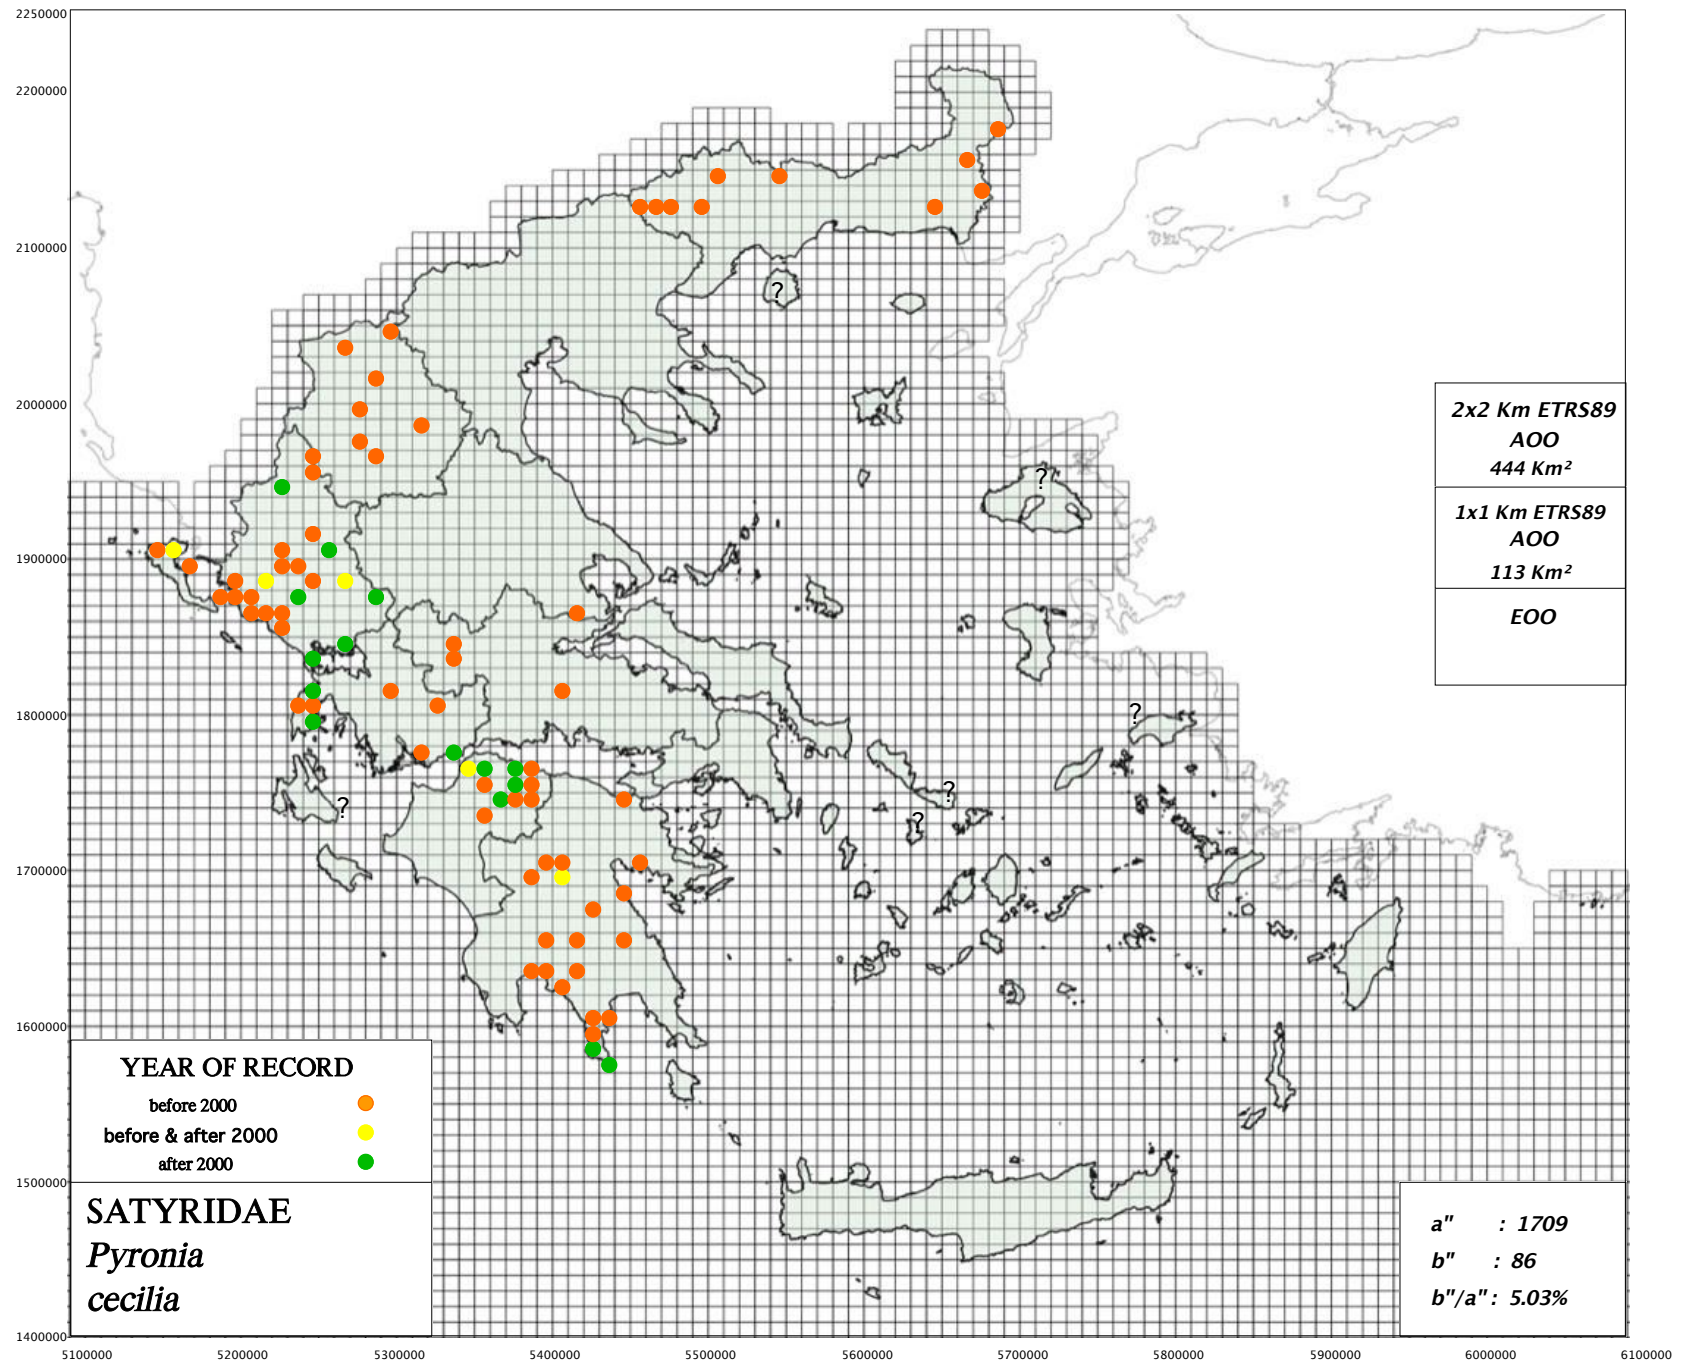 2250000
2200000
2100000
2000000
1900000
1800000
1700000
1600000
1500000
1400000
?
?
?
?
?
?
2x2 Km ETRS89
AOO
444 Km²
1x1 Km ETRS89
AOO
113 Km²
EOO
YEAR OF RECORD
before 2000
before & after 2000
after 2000
SATYRIDAE
Pyronia
cecilia
a" : 1709
b" : 86
b"/a" : 5.03%
5100000 5200000 5300000 5400000 5500000 5600000 5700000 5800000 5900000 6000000 6100000